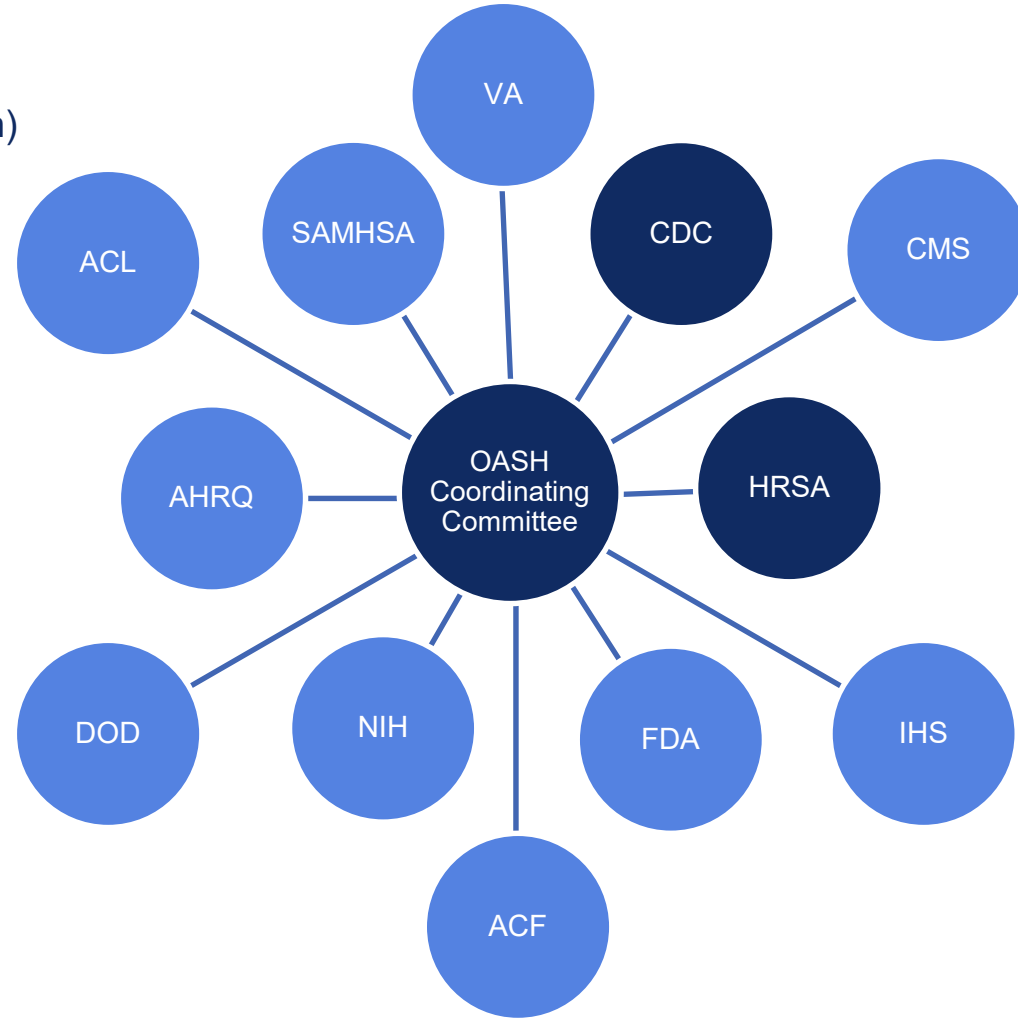 VA
SAMHSA
CDC
CMS
ACL
OASH
Coordinating
Committee
AHRQ
HRSA
DOD
NIH
FDA
IHS
ACF